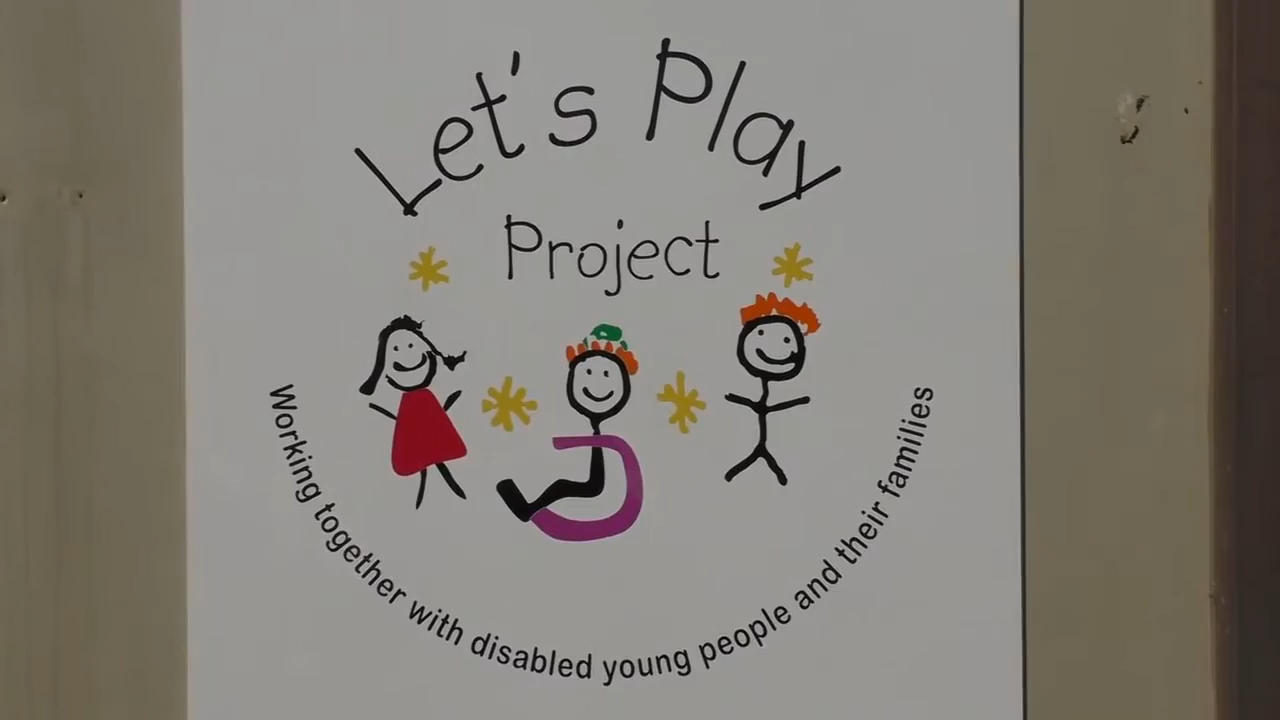 Let's Play
Project
Working together with disabled young people and their families